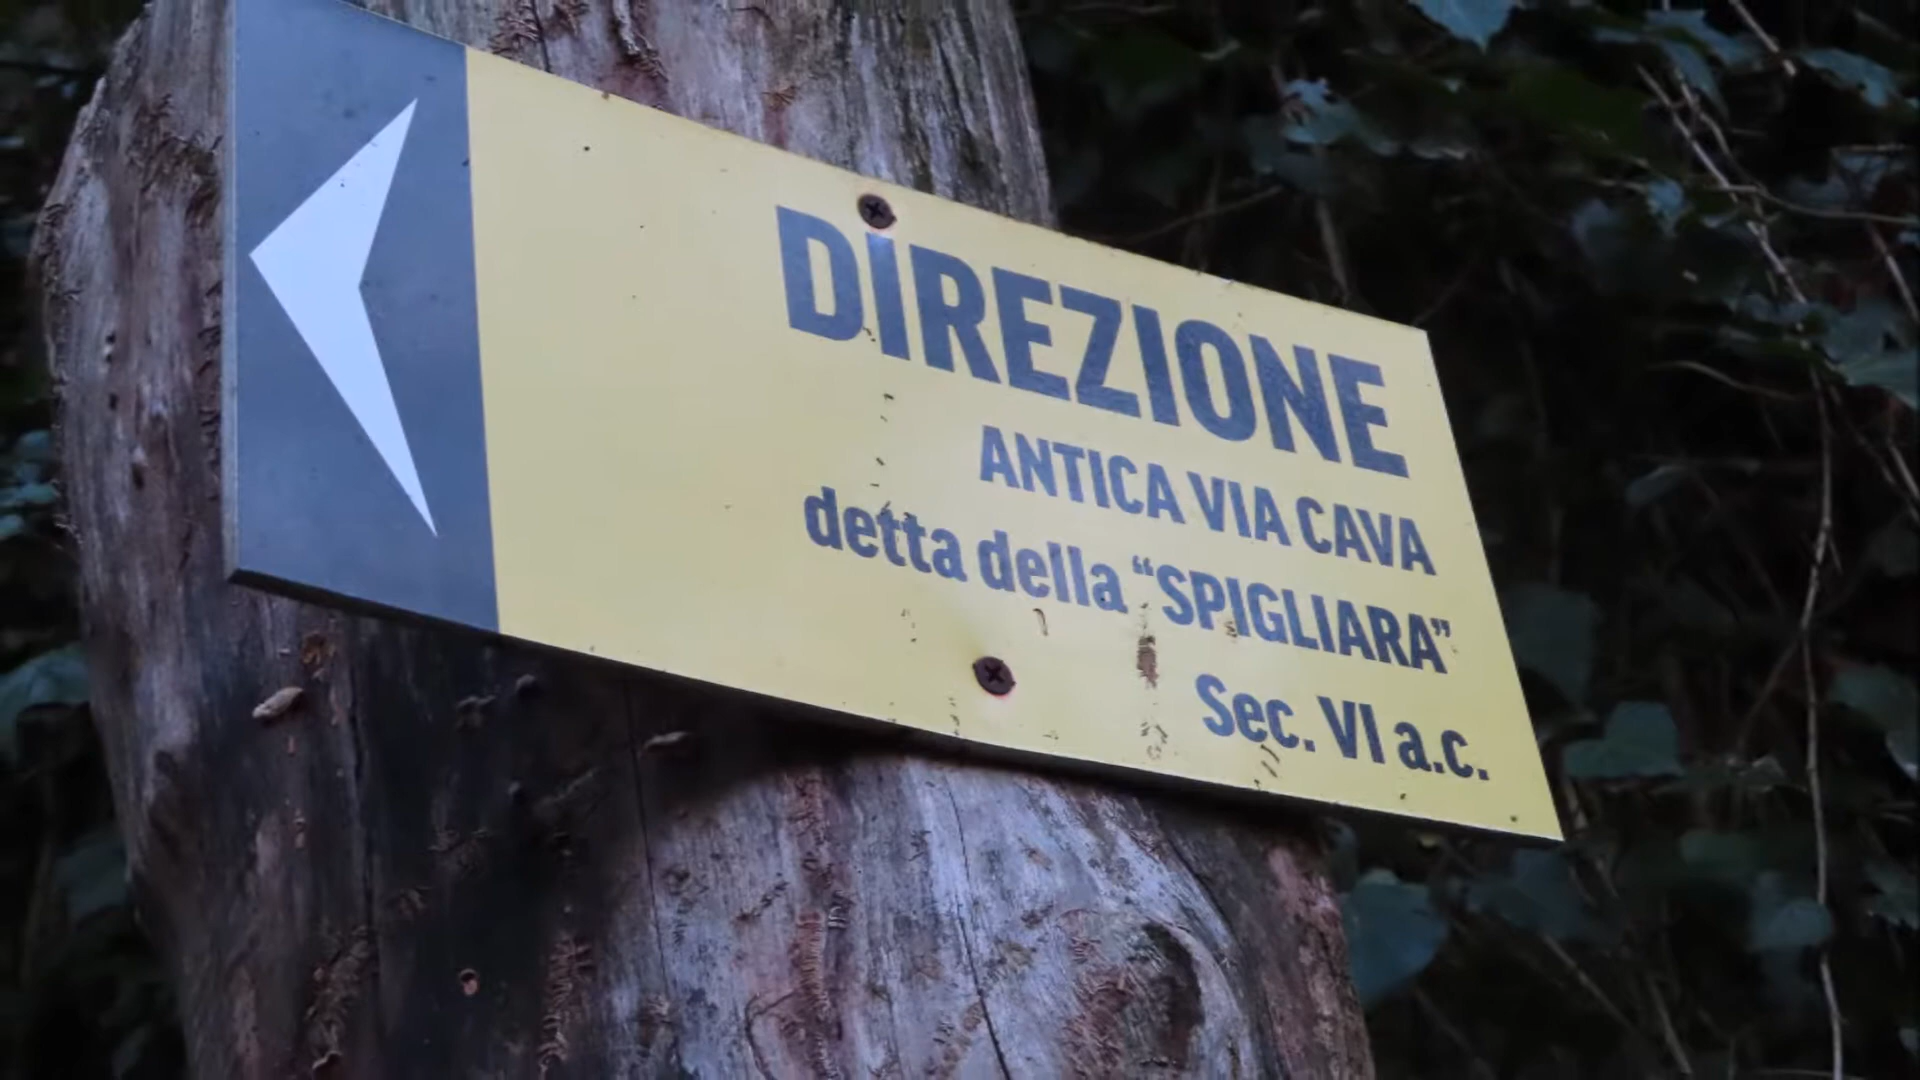 DIREZIONE
ANTICA VIA CAVA
detta della “SPIGLIARA”
Sec. VI a.c.